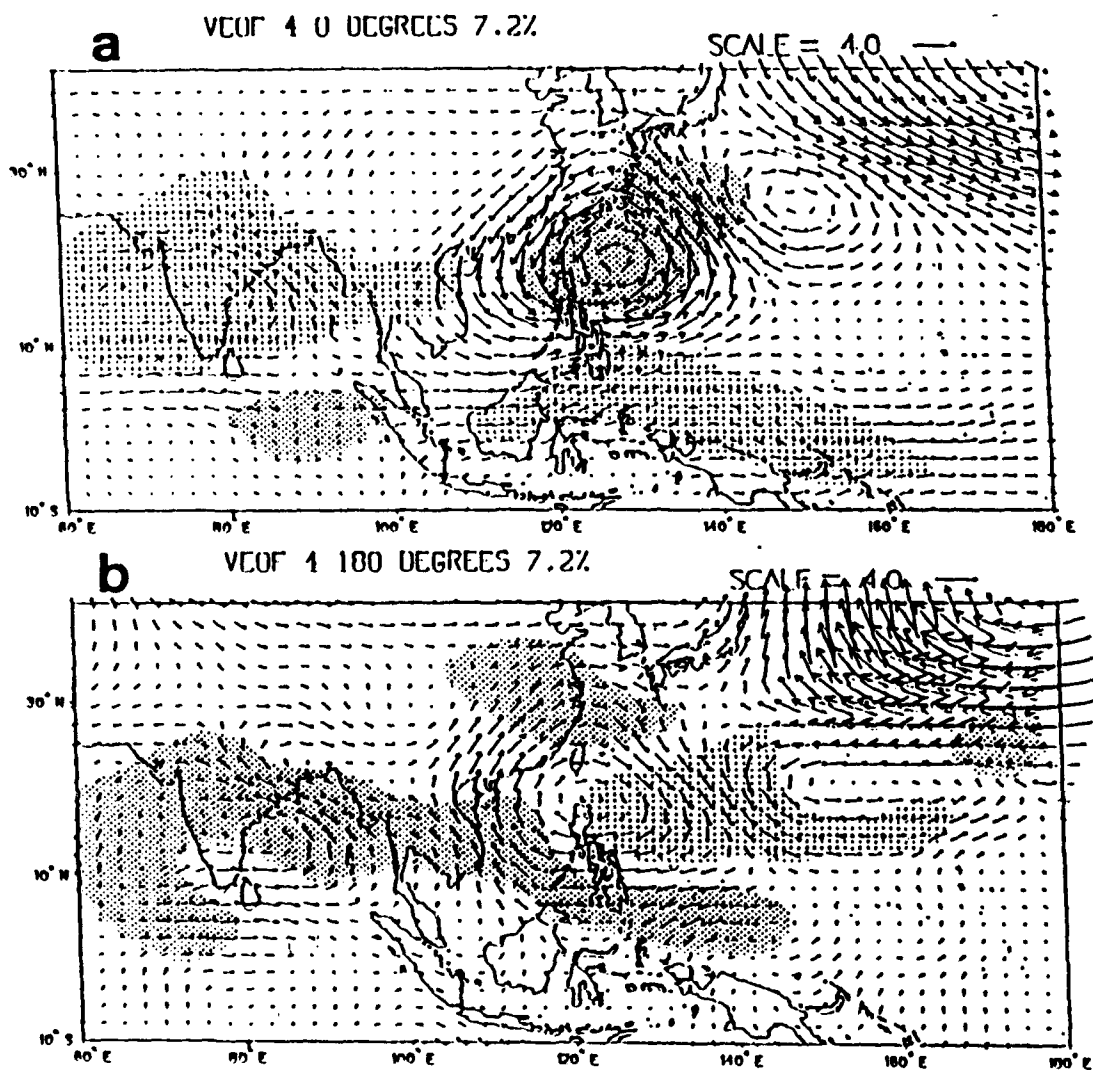 a
VEOF 4 0 DEGREES 7.2%
SCALE = 4.0
30° N
10° N
10° S
60° E 80° E 100° E 120° E 140° E 160° E 180° E
b
VEOF 4 180 DEGREES 7.2%
SCALE = 4.0
30° N
10° N
10° S
60° E 80° E 100° E 120° E 140° E 160° E 180° E